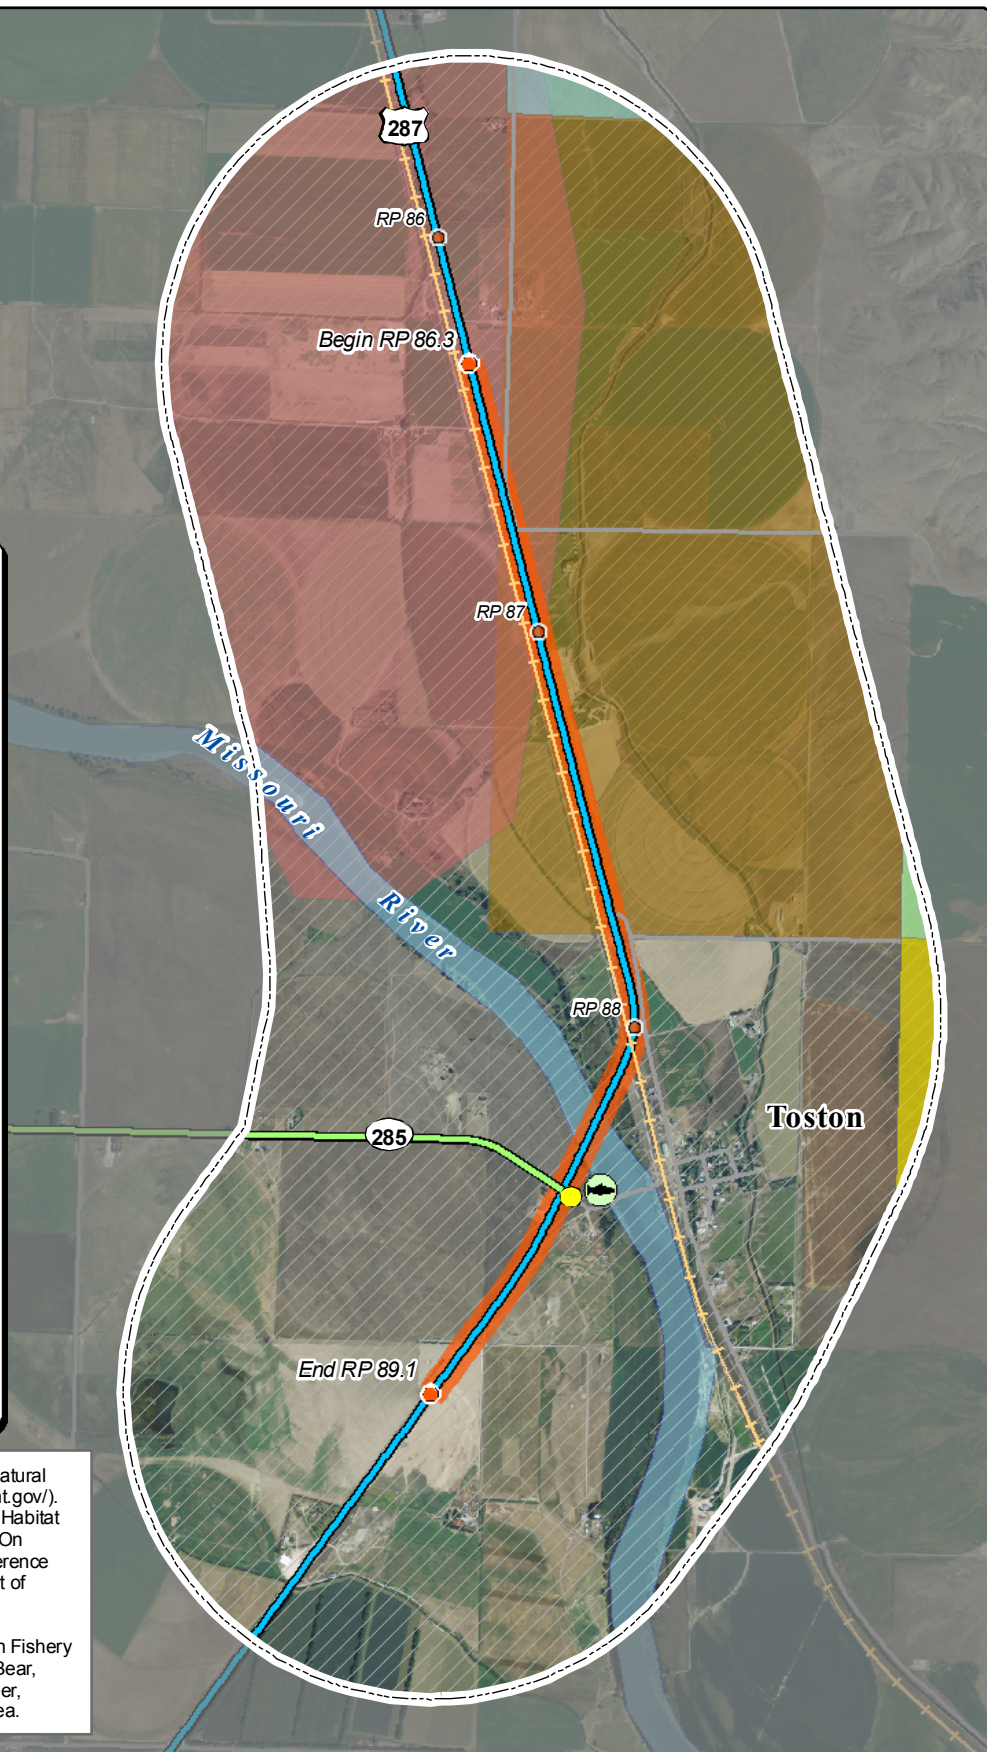 287
RP 86
Begin RP 86.3
RP 87
Missouri
River
RP 88
Toston
285
End RP 89.1
atural
t.gov/).
Habitat
On
erence
t of
n Fishery
Bear,
er,
ea.